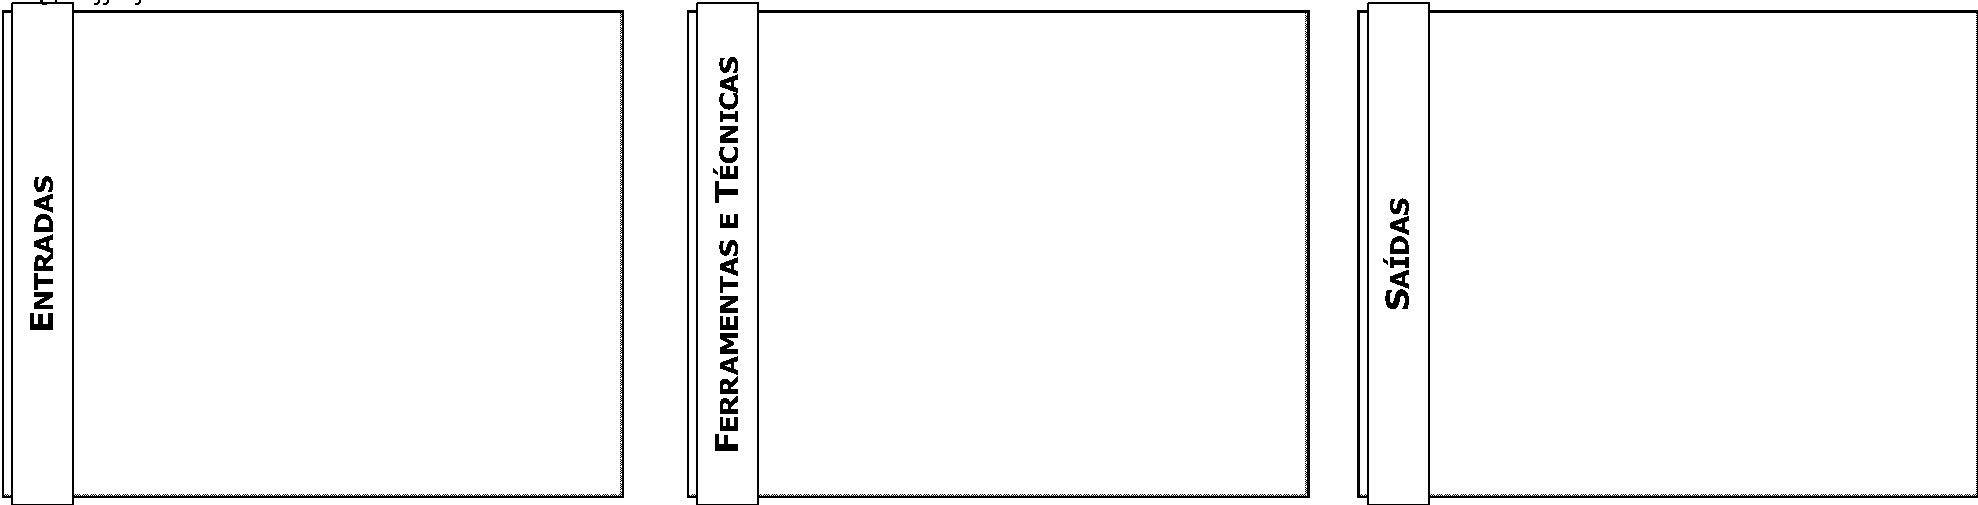 ENTRADAS
FERRAMENTAS E TÉCNICAS
SAÍDAS